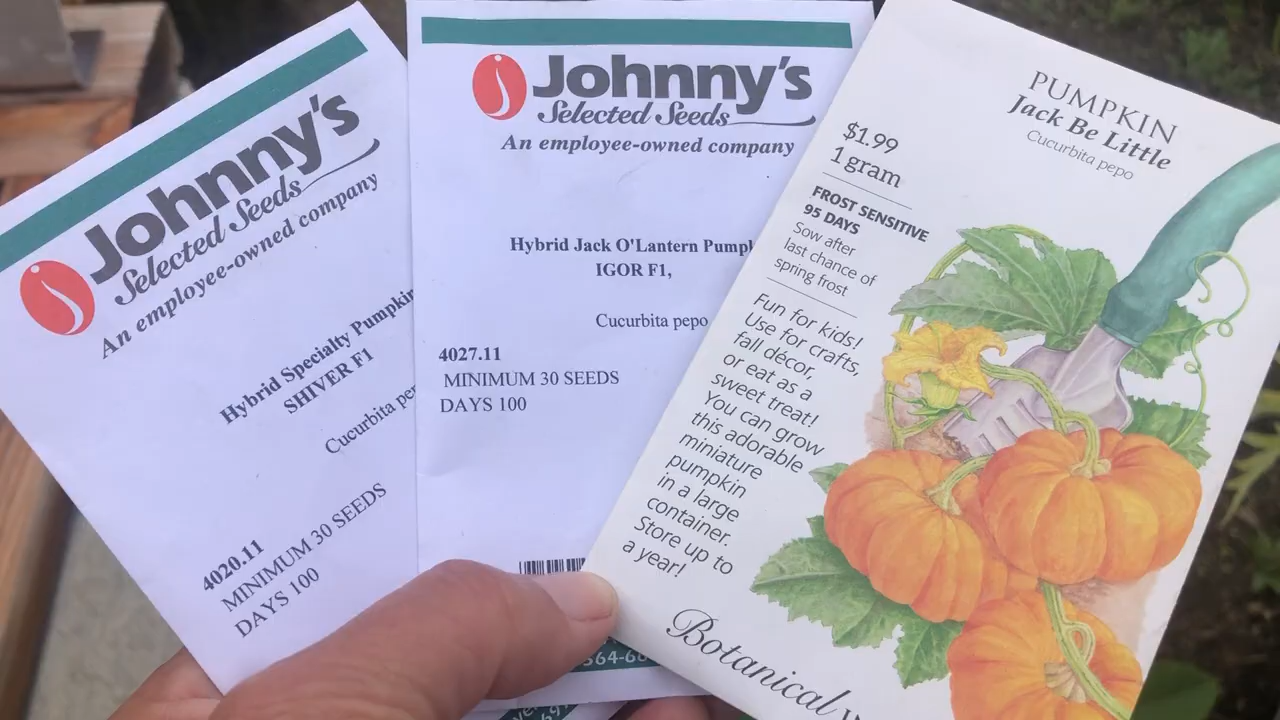 Johnny's
Selected Seeds
An employee-owned company
Hybrid Specialty Pumpkin
SHIVER F1
Cucurbita
4020.11
MINIMUM 30 SEEDS
DAYS 100
Johnny's
Selected Seeds
An employee-owned company
Hybrid Jack O'Lantern
IGOR F1,
Cucurbita pepo
4027.11
MINIMUM 30 SEEDS
DAYS 100
PUMPKIN
Jack Be Little
Cucurbita pepo
$1.99
1 gram
FROST SENSITIVE
95 DAYS
Sow after
last chance of
spring frost
Fun for kids!
Use for crafts,
fall décor,
or eat as a
sweet treat!
You can grow
this adorable
miniature
pumpkin
in a large
container.
Store up to
a year!
Botanical